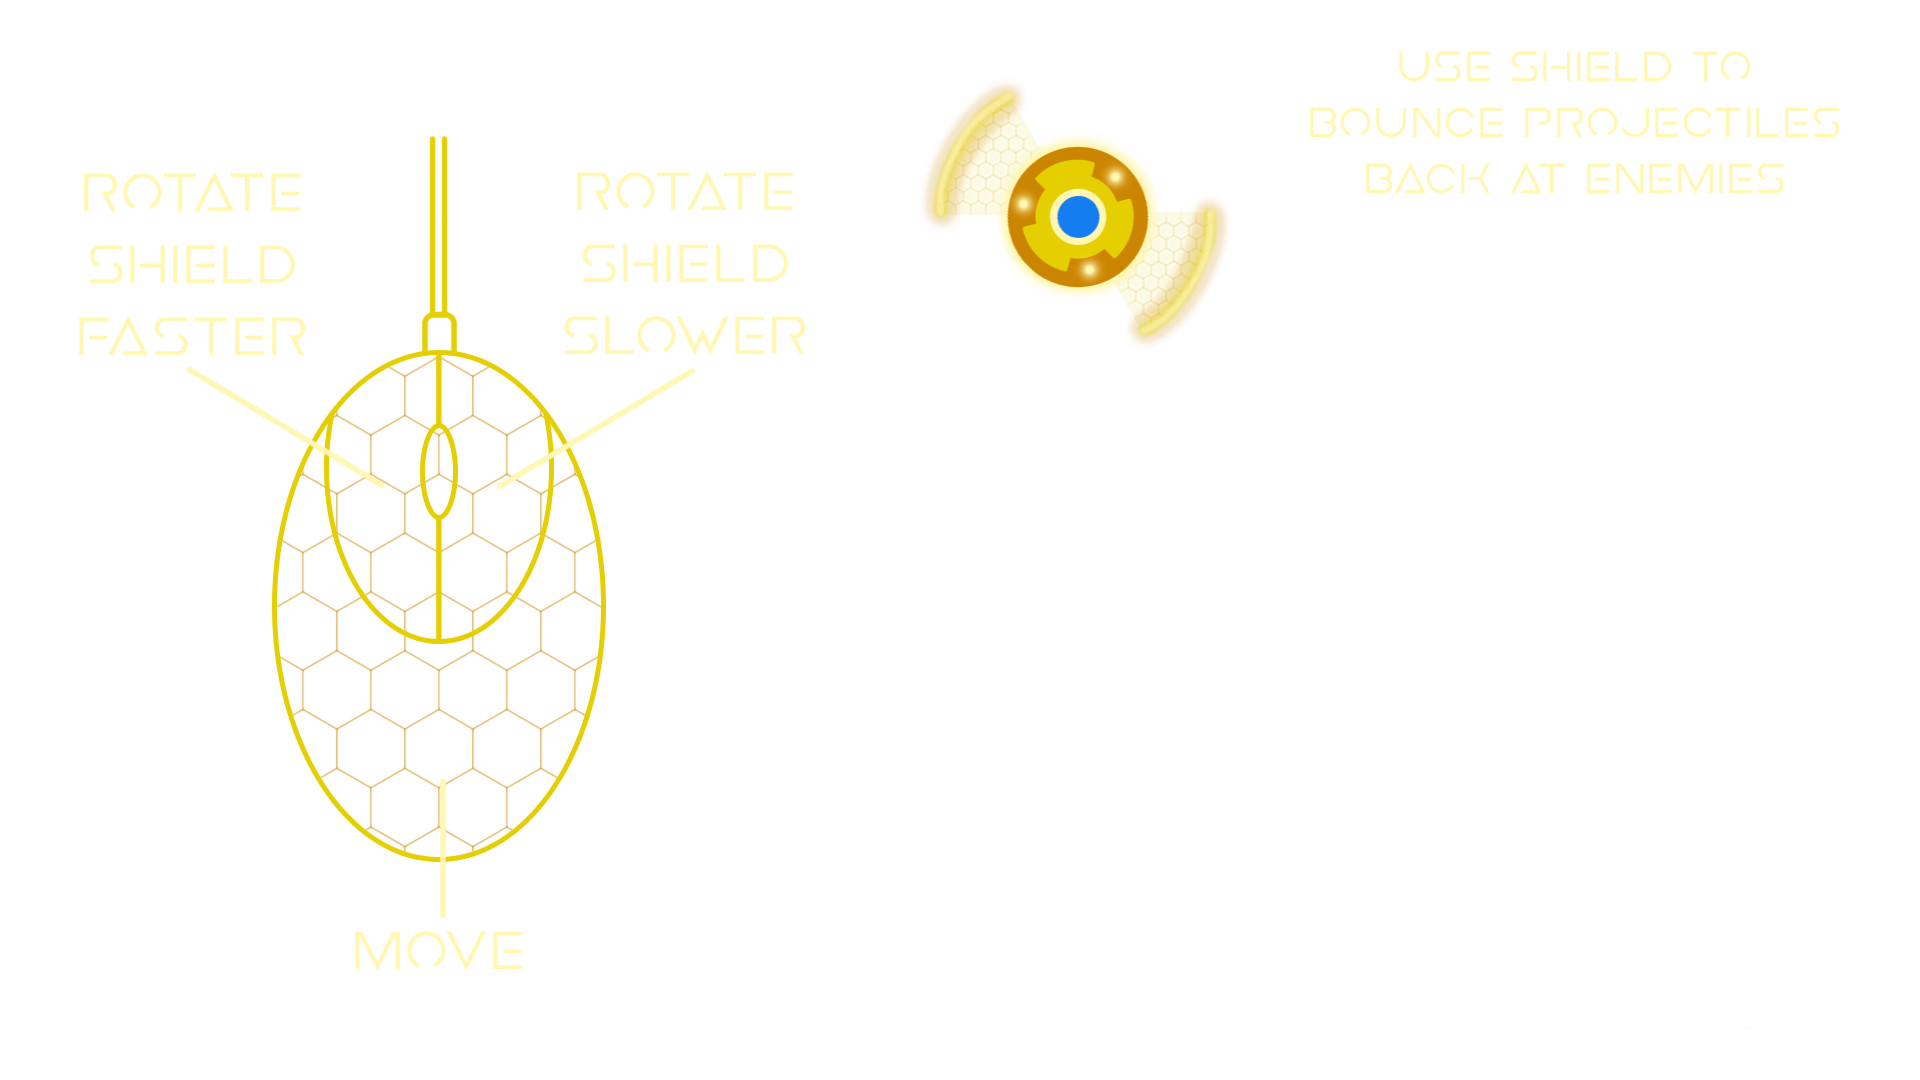 ROTATE
SHIELD
FASTER
ROTATE
SHIELD
SLOWER
MOVE
USE SHIELD TO
BOUNCE PROJECTILES
BACK AT ENEMIES